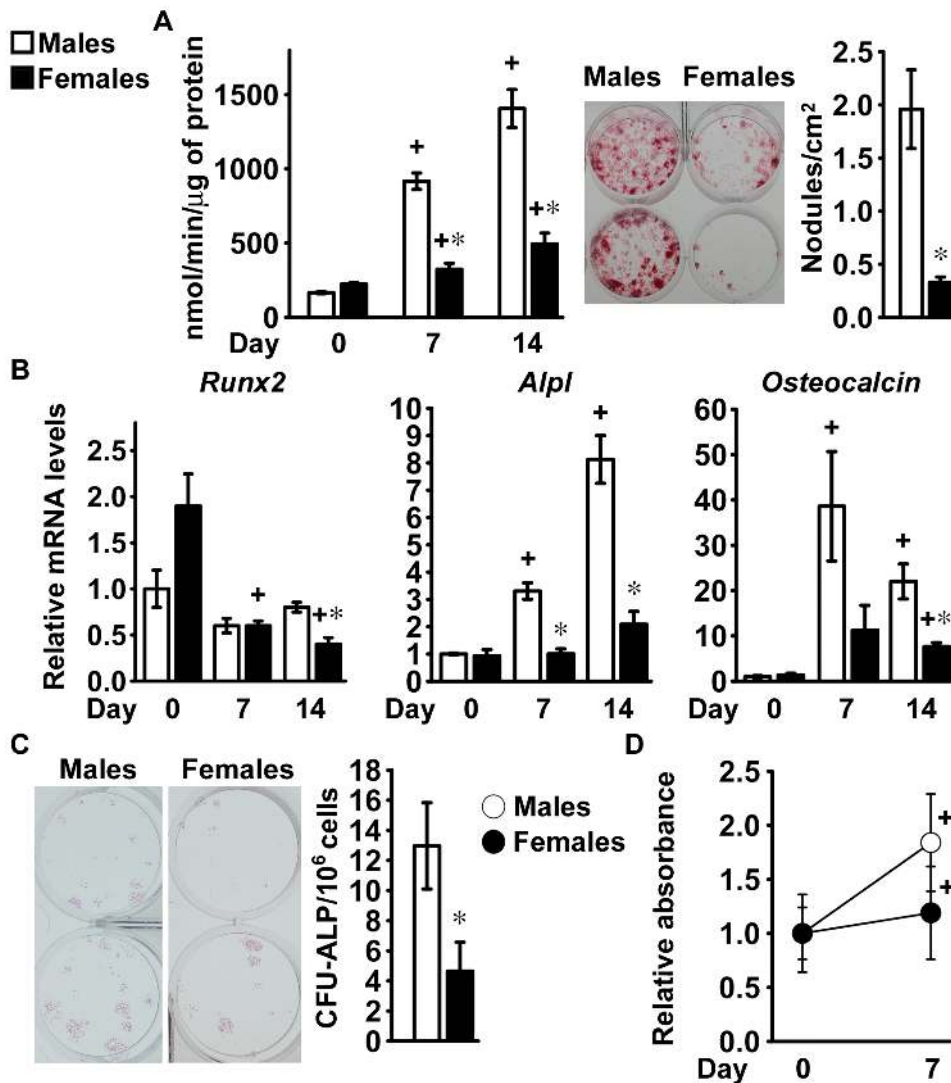 A
Males
Females
nmol/min/µg of protein
1500
1000
500
0
+
+
+*
+*
Day 0 7 14
Males Females
Nodules/cm²
2.5
2.0
1.5
1.0
0.5
0.0
*
B
Runx2
Relative mRNA levels
2.5
2.0
1.5
1.0
0.5
0.0
+
+*
Day 0 7 14
Alpl
10
9
8
7
6
5
4
3
2
1
0
+
+
*
*
Day 0 7 14
Osteocalcin
60
50
40
30
20
10
0
+
+
+*
Day 0 7 14
C
Males Females
CFU-ALP/10⁶ cells
18
16
14
12
10
8
6
4
2
0
*
Males
Females
D
Relative absorbance
2.5
2.0
1.5
1.0
0.5
0.0
+
+
Day 0 7